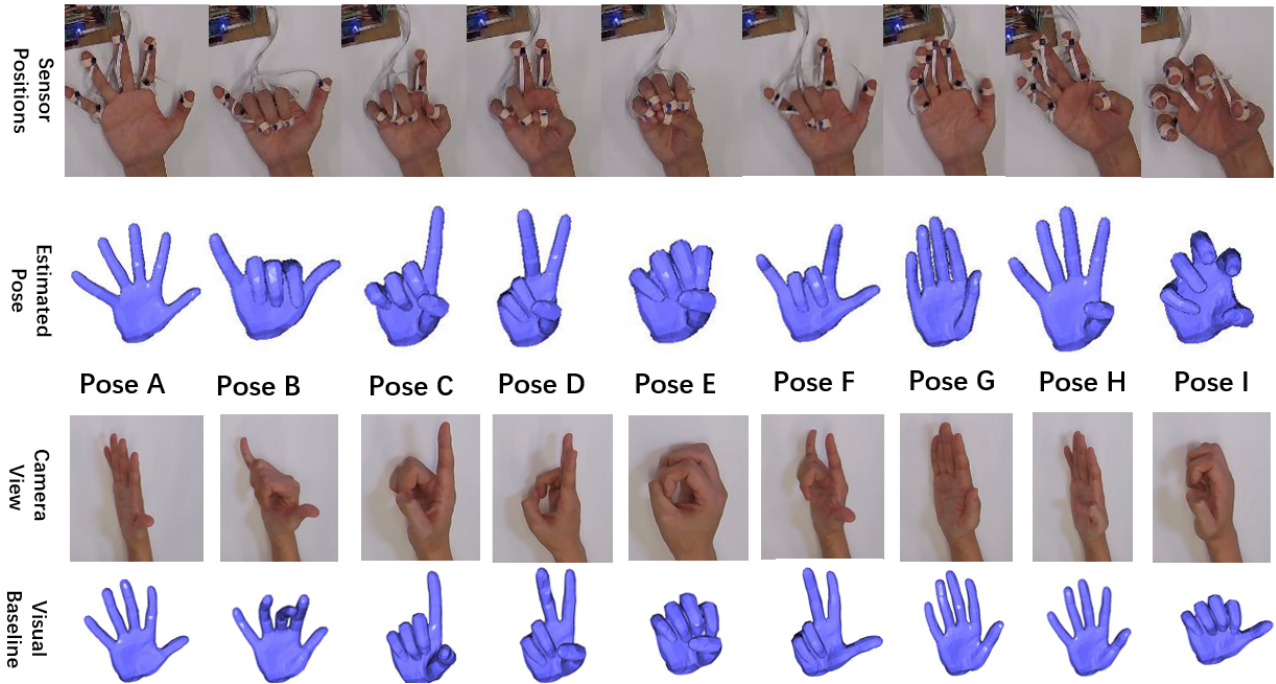 Sensor
Positions
Estimated
Pose
Pose A
Pose B
Pose C
Pose D
Pose E
Pose F
Pose G
Pose H
Pose I
Camera
View
Visual
Baseline